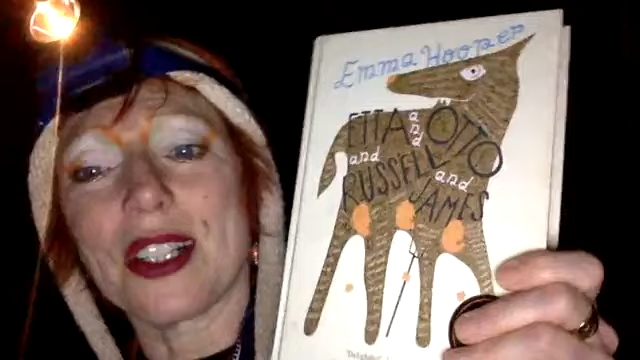 Emma Hooper
ETTA and OTTO
and
RUSSELL and
JAMES